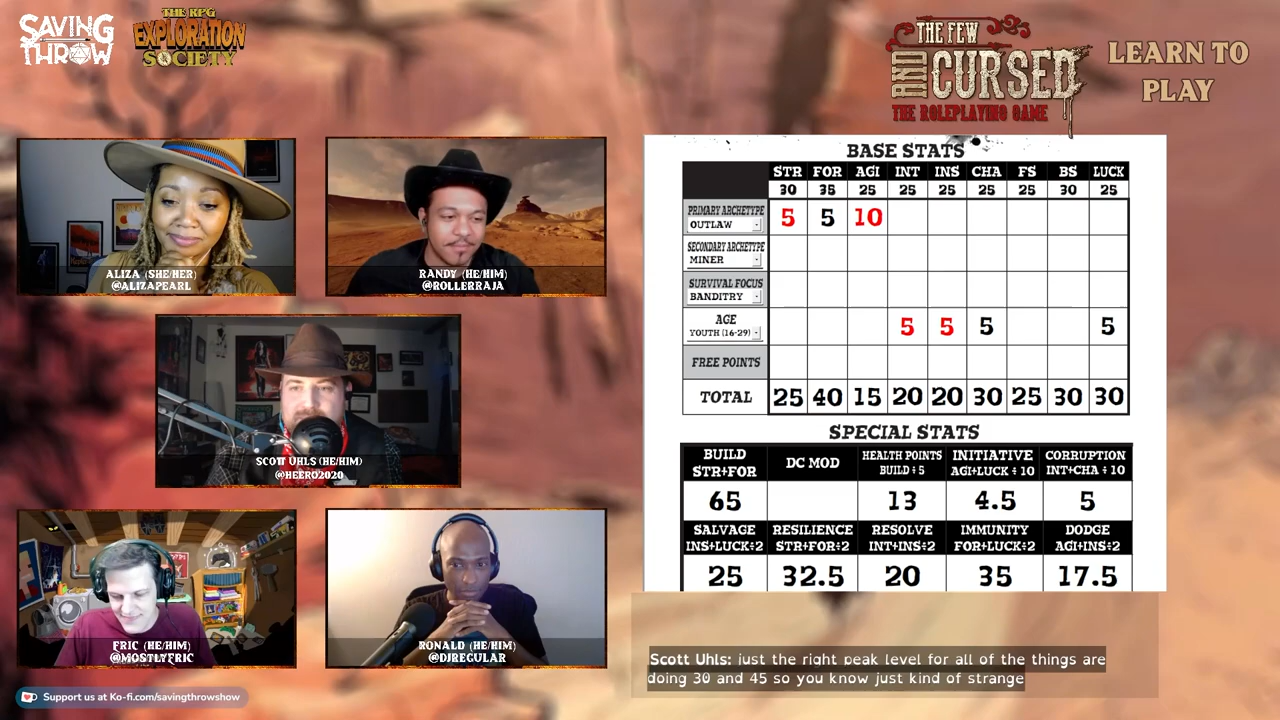 SAVING
THROW
THE RPG
EXPLORATION
SOCIETY
THE FEW
AND
CURSED
THE ROLEPLAYING GAME
LEARN TO
PLAY
ALIZA (SHE/HER)
@ALIZAPEARL
RANDY (HE/HIM)
@ROLLERRAJA
SCOTT UHLS (HE/HIM)
@HEERO2020
FRIC (HE/HIM)
@MOSTLYFRIC
RONALD (HE/HIM)
@DJREGULAR
Support us at Ko-fi.com/savingthrowshow
BASE STATS
STR FOR AGI INT INS CHA FS BS LUCK
30 35 25 25 25 25 25 30 25
PRIMARY ARCHETYPE
OUTLAW
5 5 10
SECONDARY ARCHETYPE
MINER
SURVIVAL FOCUS
BANDITRY
AGE
YOUTH (16-29)
5 5 5 5
FREE POINTS
TOTAL 25 40 15 20 20 30 25 30 30
SPECIAL STATS
BUILD DC MOD HEALTH POINTS INITIATIVE CORRUPTION
STR+FOR BUILD÷5 AGI+LUCK÷10 INT+CHA÷10
65 13 4.5 5
SALVAGE RESILIENCE RESOLVE IMMUNITY DODGE
INS+LUCK÷2 STR+FOR÷2 INT+INS÷2 FOR+LUCK÷2 AGI+INS÷2
25 32.5 20 35 17.5
Scott Uhls: just the right peak level for all of the things are
doing 30 and 45 so you know just kind of strange